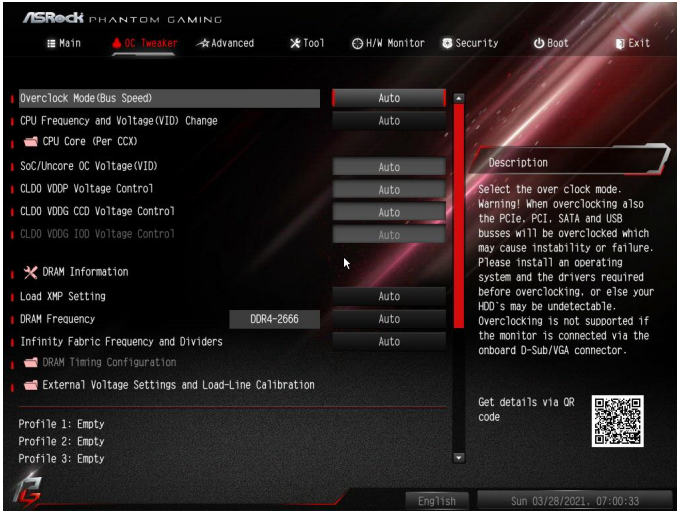 ASRock PHANTOM GAMING
Main OC Tweaker Advanced Tool H/W Monitor Security Boot Exit
Overclock Mode(Bus Speed) Auto
CPU Frequency and Voltage(VID) Change Auto
CPU Core (Per CCX)
SoC/Uncore OC Voltage(VID) Auto
CLDO VDDP Voltage Control Auto
CLDO VDDG CCD Voltage Control Auto
CLDO VDDG IOD Voltage Control Auto
DRAM Information
Load XMP Setting Auto
DRAM Frequency DDR4-2666 Auto
Infinity Fabric Frequency and Dividers Auto
DRAM Timing Configuration
External Voltage Settings and Load-Line Calibration
Profile 1: Empty
Profile 2: Empty
Profile 3: Empty
Description
Select the over clock mode.
Warning! When overclocking also
the PCIe, PCI, SATA and USB
busses will be overclocked which
may cause instability or failure.
Please install an operating
system and the drivers required
before overclocking, or else your
HDD`s may be undetectable.
Overclocking is not supported if
the monitor is connected via the
onboard D-Sub/VGA connector.
Get details via QR
code
English Sun 03/28/2021, 07:00:33